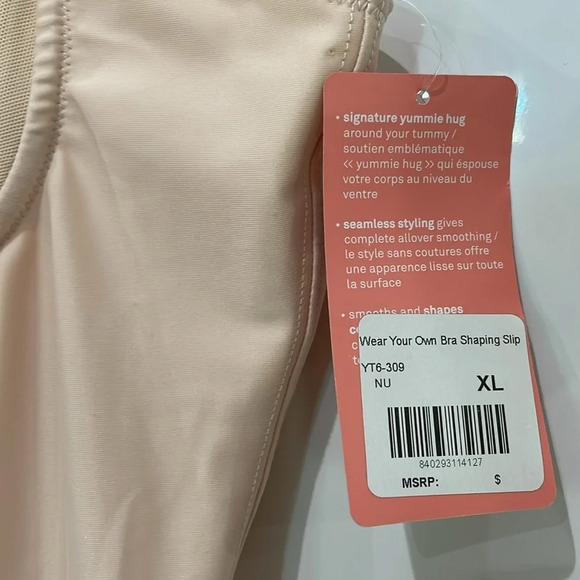 • signature yummie hug
around your tummy /
soutien emblématique
<< yummie hug >> qui éspouse
votre corps au niveau du
ventre
• seamless styling gives
complete allover smoothing /
le style sans coutures offre
une apparence lisse sur toute
la surface
• smooths and shapes
Wear Your Own Bra Shaping Slip
YT6-309
NU XL
840293114127
MSRP: $